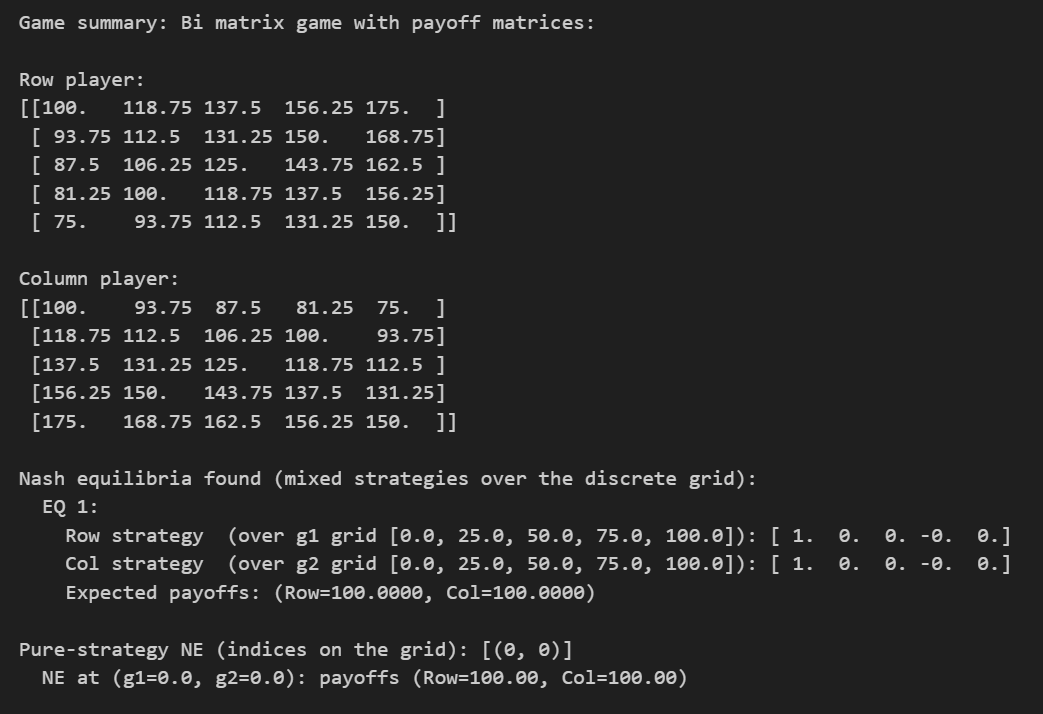 Game summary: Bi matrix game with payoff matrices:

Row player:
[[100.   118.75 137.5  156.25 175.  ]
 [ 93.75 112.5  131.25 150.   168.75]
 [ 87.5  106.25 125.   143.75 162.5 ]
 [ 81.25 100.   118.75 137.5  156.25]
 [ 75.    93.75 112.5  131.25 150.  ]]

Column player:
[[100.    93.75  87.5   81.25  75.  ]
 [118.75 112.5  106.25 100.    93.75]
 [137.5  131.25 125.   118.75 112.5 ]
 [156.25 150.   143.75 137.5  131.25]
 [175.   168.75 162.5  156.25 150.  ]]

Nash equilibria found (mixed strategies over the discrete grid):
  EQ 1:
    Row strategy  (over g1 grid [0.0, 25.0, 50.0, 75.0, 100.0]): [ 1.  0.  0. -0.  0.]
    Col strategy  (over g2 grid [0.0, 25.0, 50.0, 75.0, 100.0]): [ 1.  0.  0. -0.  0.]
    Expected payoffs: (Row=100.0000, Col=100.0000)

Pure-strategy NE (indices on the grid): [(0, 0)]
  NE at (g1=0.0, g2=0.0): payoffs (Row=100.00, Col=100.00)